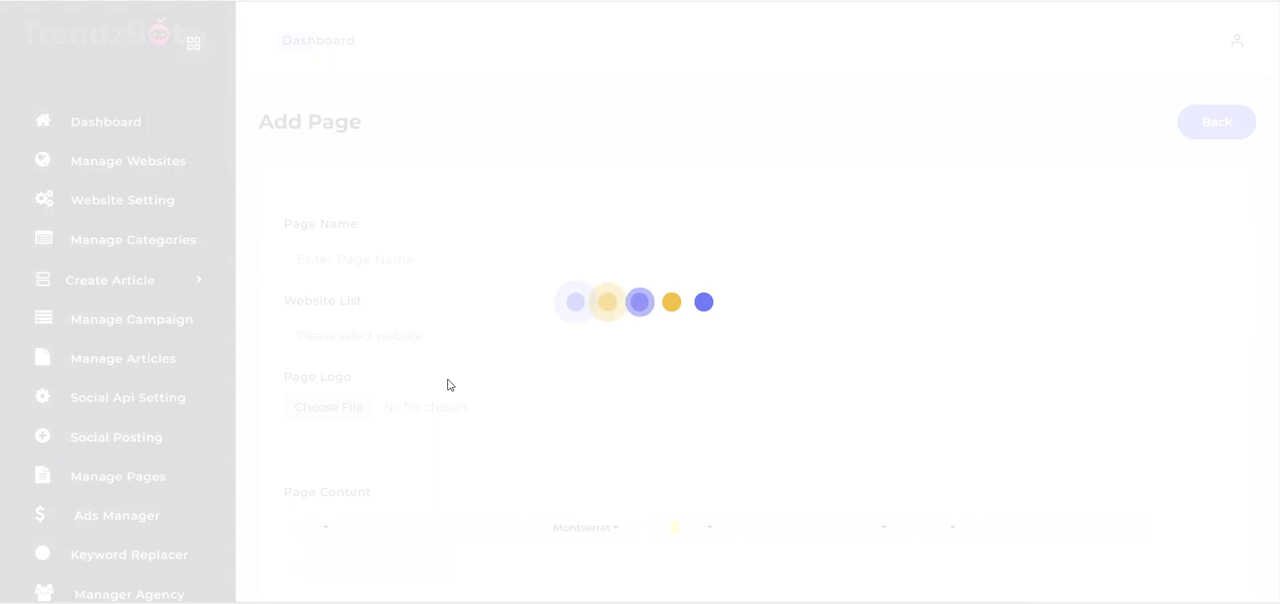 TrendzBot
Dashboard
Dashboard
Add Page
Back
Manage Websites
Website Setting
Page Name
Manage Categories
Enter Page Name
Create Article
Website List
Manage Campaign
Please select website
Manage Articles
Page Logo
Social Api Setting
Choose File No file chosen
Social Posting
Manage Pages
Page Content
Ads Manager
Montserrat
Keyword Replacer
Manager Agency